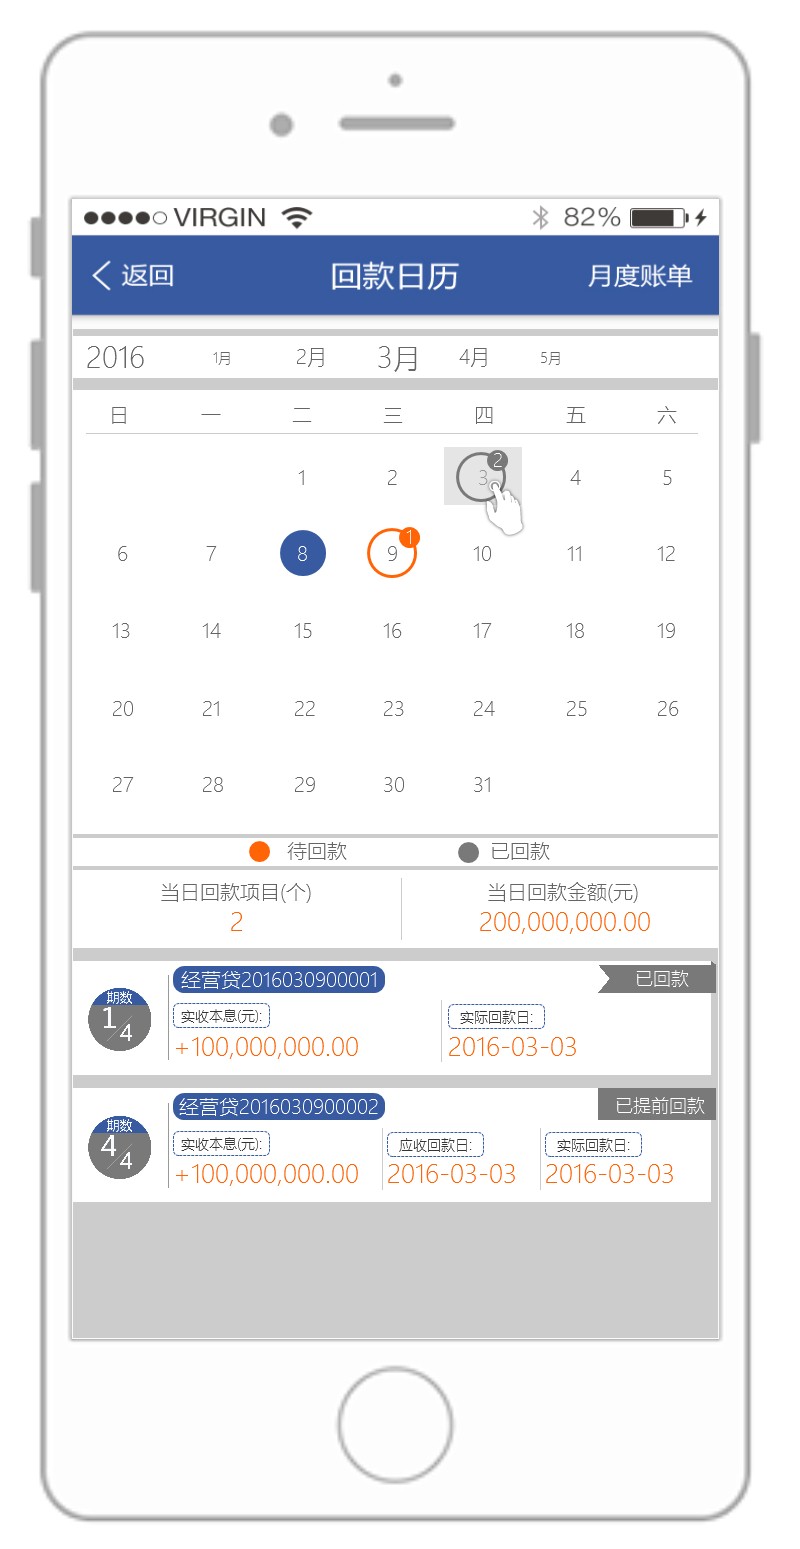 VIRGIN 82%
返回 回款日历 月度账单
2016 1月 2月 3月 4月 5月
日 一 二 三 四 五 六
1 2 3 2 4 5
6 7 8 9 1 10 11 12
13 14 15 16 17 18 19
20 21 22 23 24 25 26
27 28 29 30 31
待回款 已回款
当日回款项目(个) 当日回款金额(元)
2 200,000,000.00
经营贷2016030900001 已回款
期数 1/4
实收本息(元): 实际回款日:
+100,000,000.00 2016-03-03
经营贷2016030900002 已提前回款
期数 4/4
实收本息(元): 应收回款日: 实际回款日:
+100,000,000.00 2016-03-03 2016-03-03